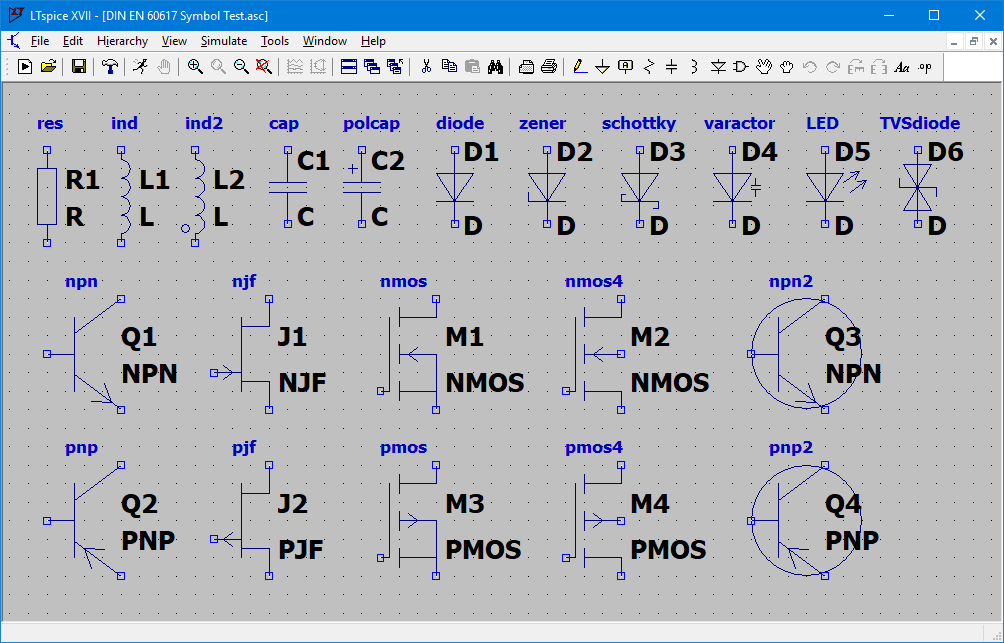 LTspice XVII - [DIN EN 60617 Symbol Test.asc]
File Edit Hierarchy View Simulate Tools Window Help
Aa .op
res ind ind2 cap polcap diode zener schottky varactor LED TVSdiode
C1 C2 D1 D2 D3 D4 D5 D6
R1 L1 L2
R L L C C D D D D D D
npn njf nmos nmos4 npn2
Q1 J1 M1 M2 Q3
NPN NJF NMOS NMOS NPN
pnp pjf pmos pmos4 pnp2
Q2 J2 M3 M4 Q4
PNP PJF PMOS PMOS PNP